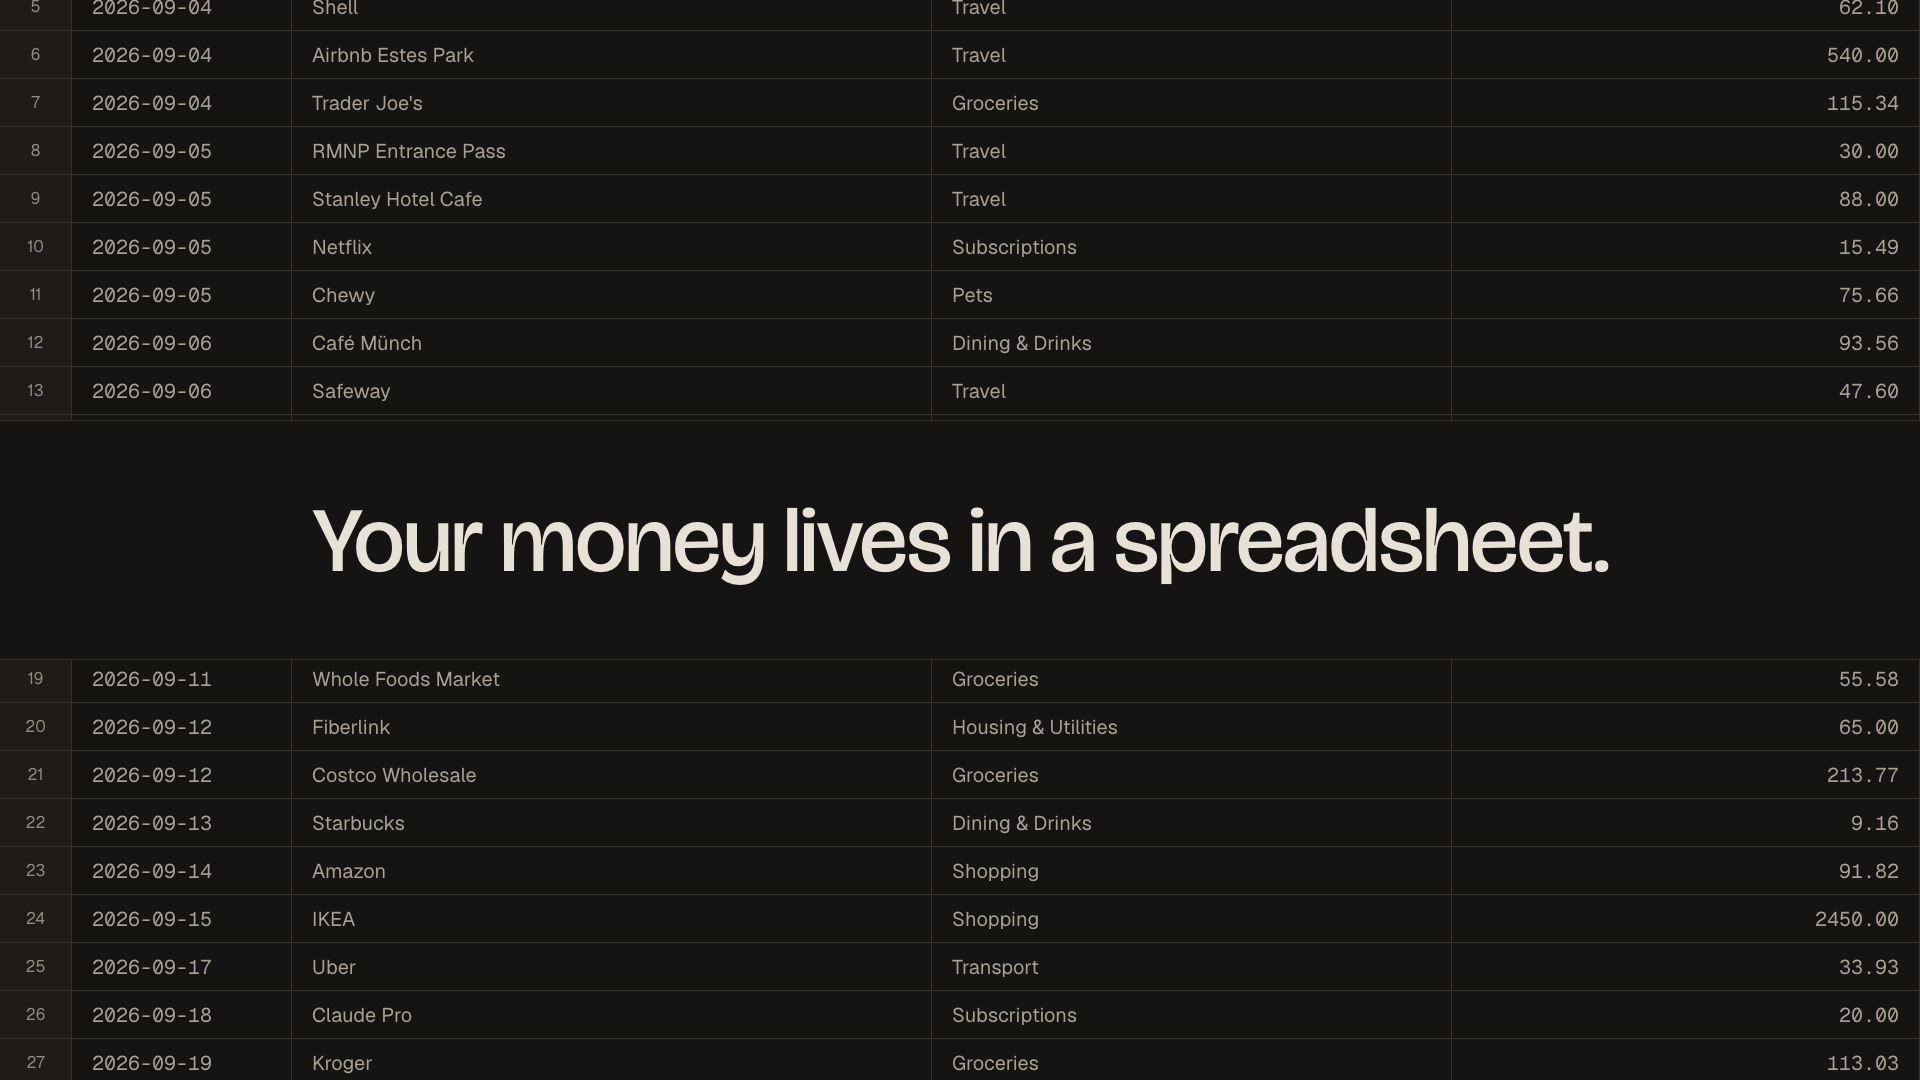 5 2026-09-04 Shell Travel 62.10
6 2026-09-04 Airbnb Estes Park Travel 540.00
7 2026-09-04 Trader Joe's Groceries 115.34
8 2026-09-05 RMNP Entrance Pass Travel 30.00
9 2026-09-05 Stanley Hotel Cafe Travel 88.00
10 2026-09-05 Netflix Subscriptions 15.49
11 2026-09-05 Chewy Pets 75.66
12 2026-09-06 Café Münch Dining & Drinks 93.56
13 2026-09-06 Safeway Travel 47.60
Your money lives in a spreadsheet.
19 2026-09-11 Whole Foods Market Groceries 55.58
20 2026-09-12 Fiberlink Housing & Utilities 65.00
21 2026-09-12 Costco Wholesale Groceries 213.77
22 2026-09-13 Starbucks Dining & Drinks 9.16
23 2026-09-14 Amazon Shopping 91.82
24 2026-09-15 IKEA Shopping 2450.00
25 2026-09-17 Uber Transport 33.93
26 2026-09-18 Claude Pro Subscriptions 20.00
27 2026-09-19 Kroger Groceries 113.03